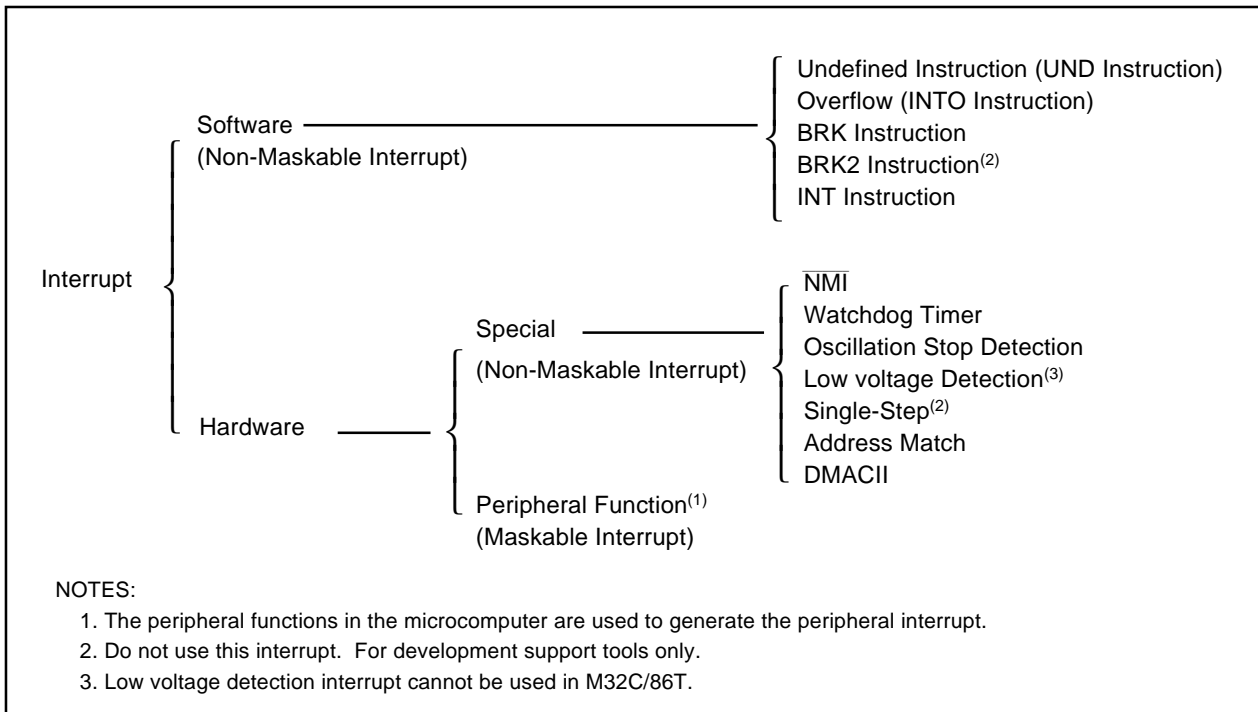 Interrupt
Software
(Non-Maskable Interrupt)
Undefined Instruction (UND Instruction)
Overflow (INTO Instruction)
BRK Instruction
BRK2 Instruction(2)
INT Instruction
Hardware
Special
(Non-Maskable Interrupt)
NMI
Watchdog Timer
Oscillation Stop Detection
Low voltage Detection(3)
Single-Step(2)
Address Match
DMACII
Peripheral Function(1)
(Maskable Interrupt)
NOTES:
1. The peripheral functions in the microcomputer are used to generate the peripheral interrupt.
2. Do not use this interrupt. For development support tools only.
3. Low voltage detection interrupt cannot be used in M32C/86T.